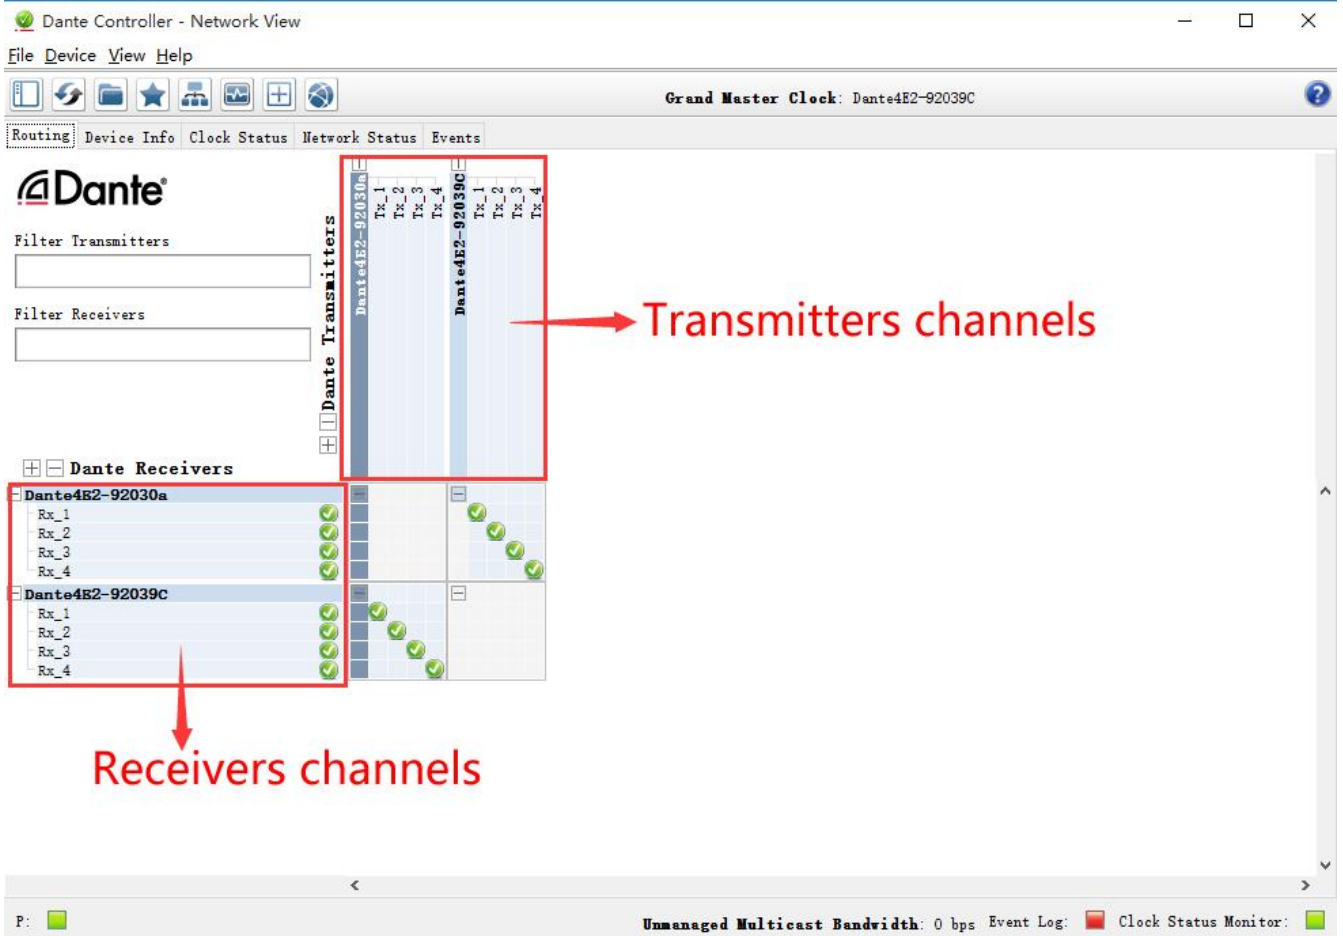 Dante Controller - Network View
File Device View Help
Grand Master Clock: Dante4E2-92039C
Routing Device Info Clock Status Network Status Events
Dante
Filter Transmitters
Filter Receivers
Dante Transmitters
Dante4E2-92030a
Tx_1
Tx_2
Tx_3
Tx_4
Dante4E2-92039C
Tx_1
Tx_2
Tx_3
Tx_4
Transmitters channels
Dante Receivers
Dante4E2-92030a
Rx_1
Rx_2
Rx_3
Rx_4
Dante4E2-92039C
Rx_1
Rx_2
Rx_3
Rx_4
Receivers channels
P: Unmanaged Multicast Bandwidth: 0 bps Event Log: Clock Status Monitor: